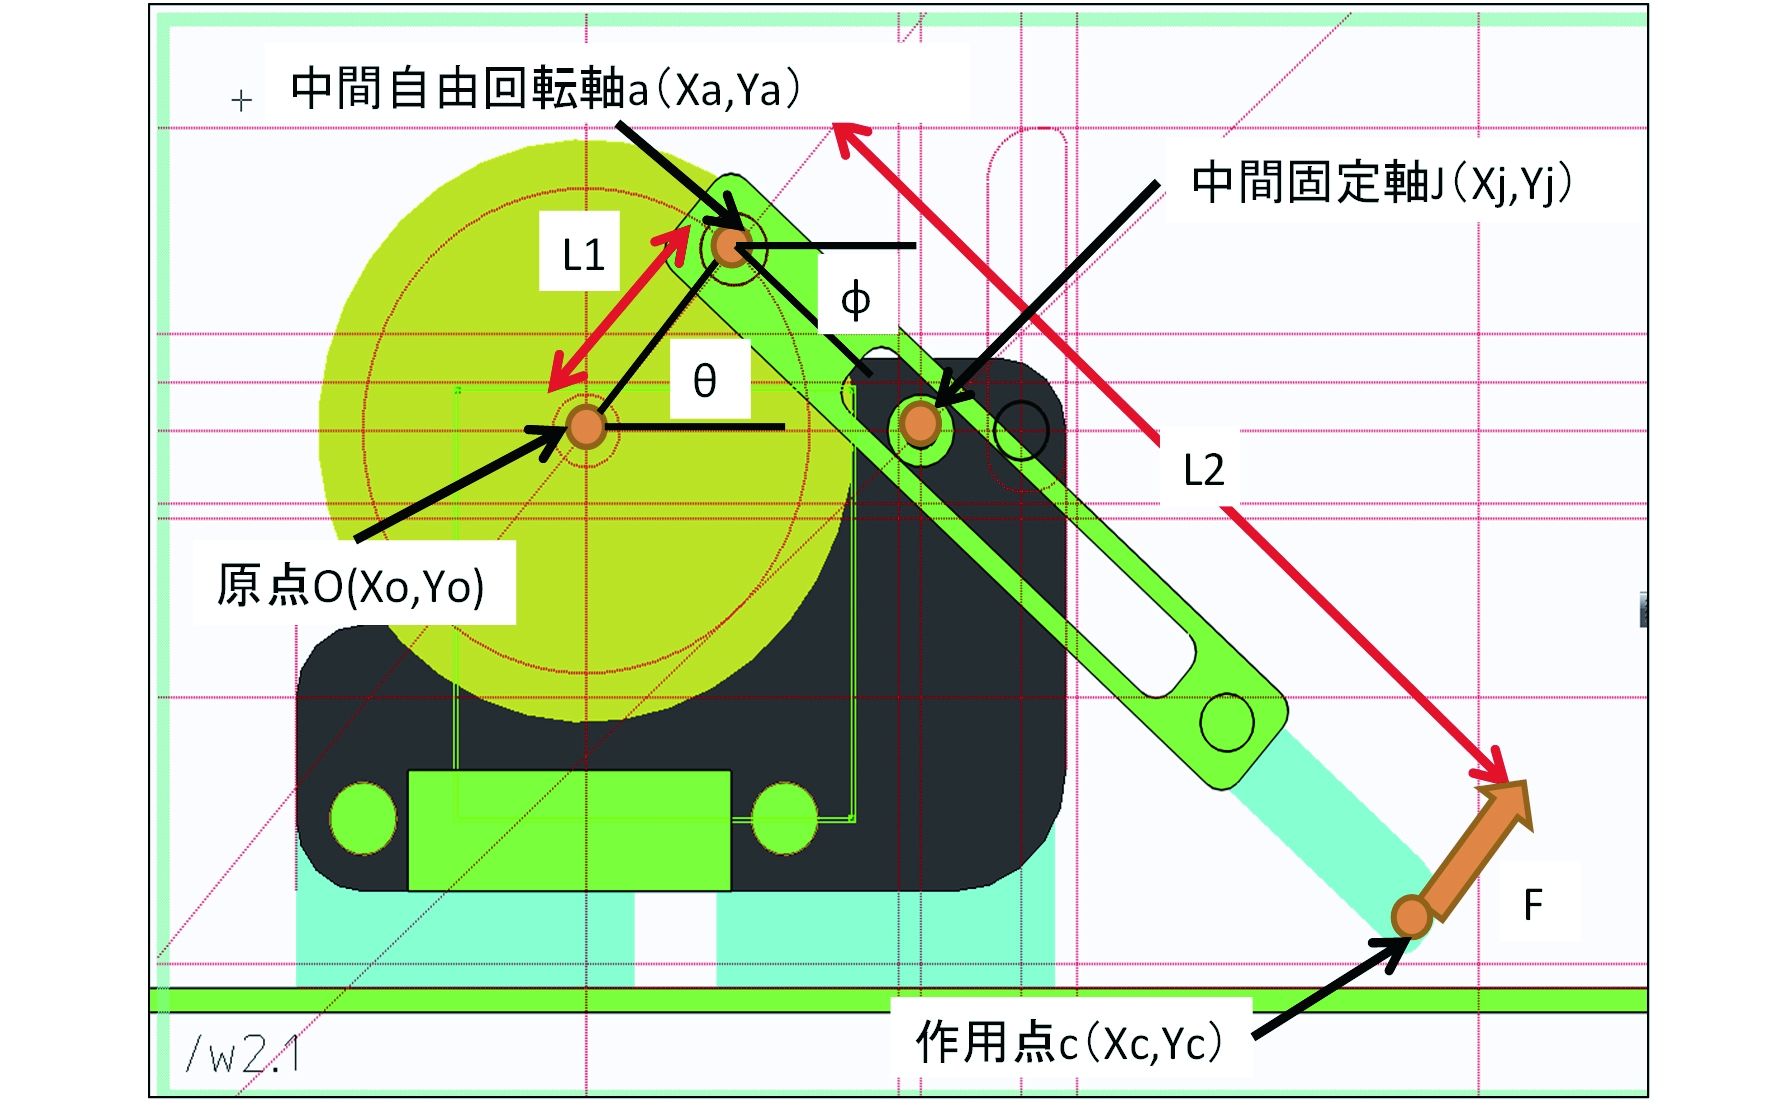 中間自由回転軸a（Xa,Ya）
中間固定軸J（Xj,Yj）
L1
φ
θ
L2
原点O(Xo,Yo)
F
作用点c（Xc,Yc）
/w2.1